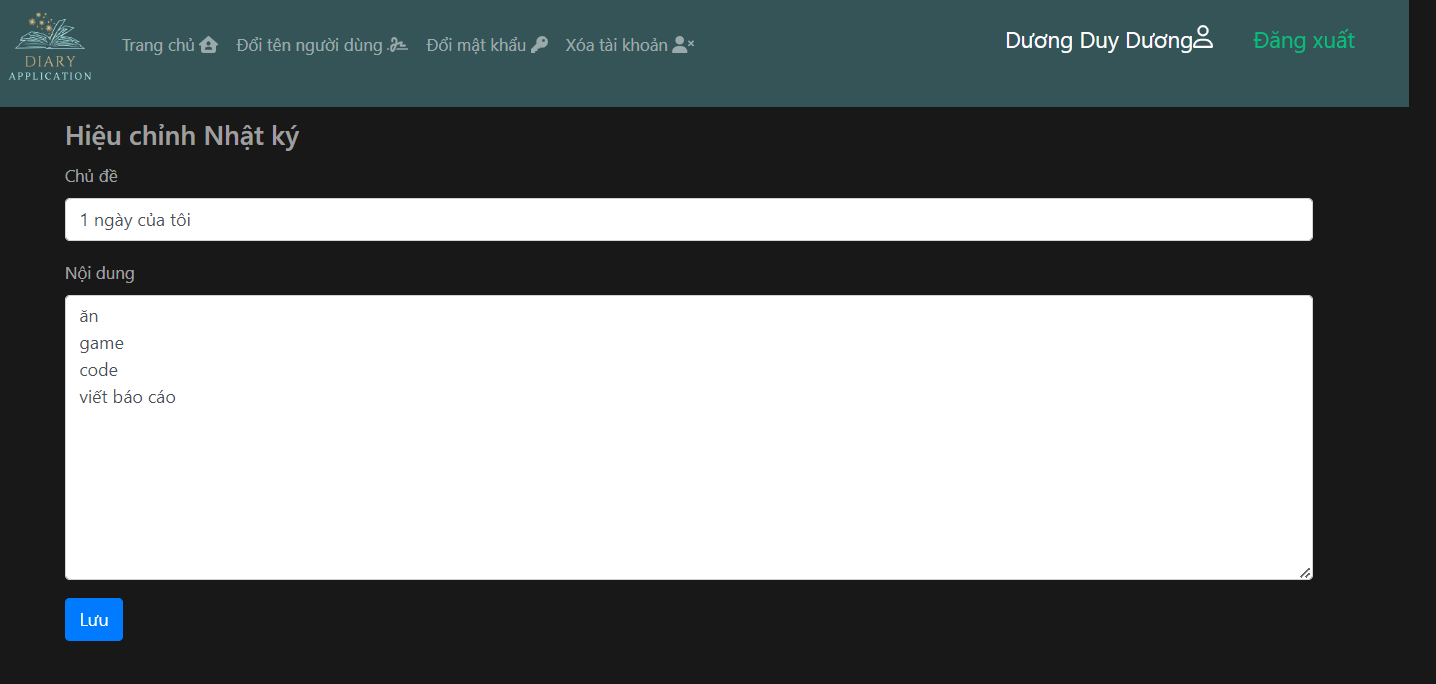 DIARY
APPLICATION
Trang chủ Đổi tên người dùng Đổi mật khẩu Xóa tài khoản Dương Duy Dương Đăng xuất
Hiệu chỉnh Nhật ký
Chủ đề
1 ngày của tôi
Nội dung
ăn
game
code
viết báo cáo
Lưu